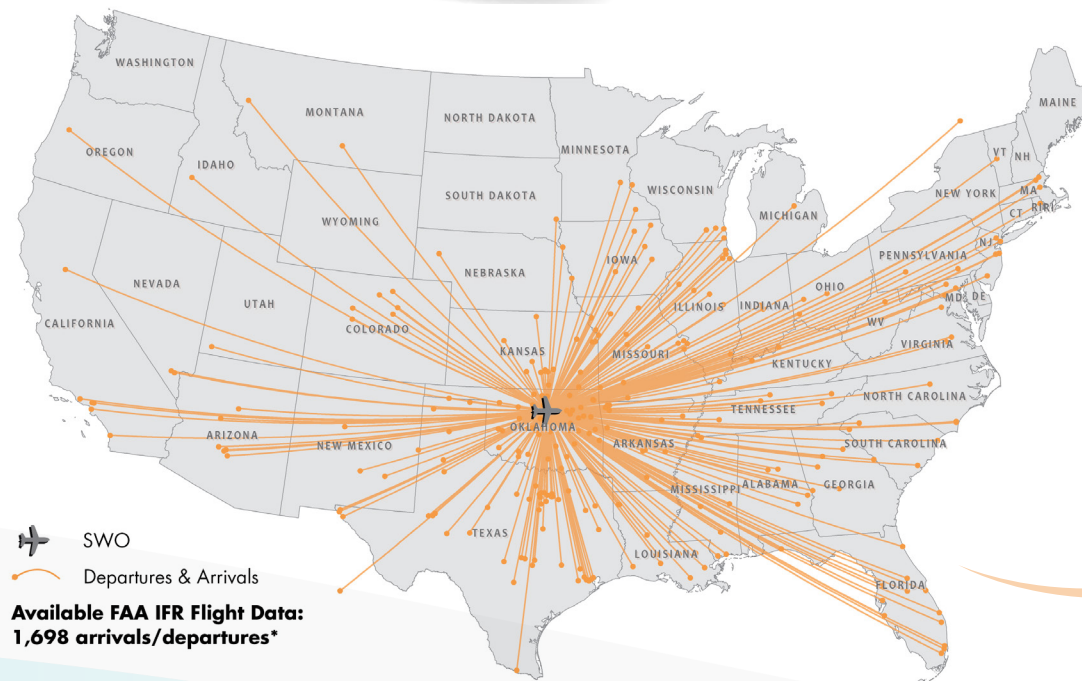 WASHINGTON
MONTANA
NORTH DAKOTA
MINNESOTA
MAINE
OREGON
IDAHO
VT
NH
WISCONSIN
SOUTH DAKOTA
MICHIGAN
NEW YORK
MA
WYOMING
CT
RIRI
IOWA
NEBRASKA
PENNSYLVANIA
NJ
NEVADA
UTAH
ILLINOIS
INDIANA
OHIO
MD
DE
CALIFORNIA
COLORADO
WV
VIRGINIA
KANSAS
MISSOURI
KENTUCKY
NORTH CAROLINA
TENNESSEE
ARIZONA
NEW MEXICO
OKLAHOMA
ARKANSAS
SOUTH CAROLINA
MISSISSIPPI
ALABAMA
GEORGIA
TEXAS
LOUISIANA
FLORIDA
SWO
Departures & Arrivals
Available FAA IFR Flight Data:
1,698 arrivals/departures*